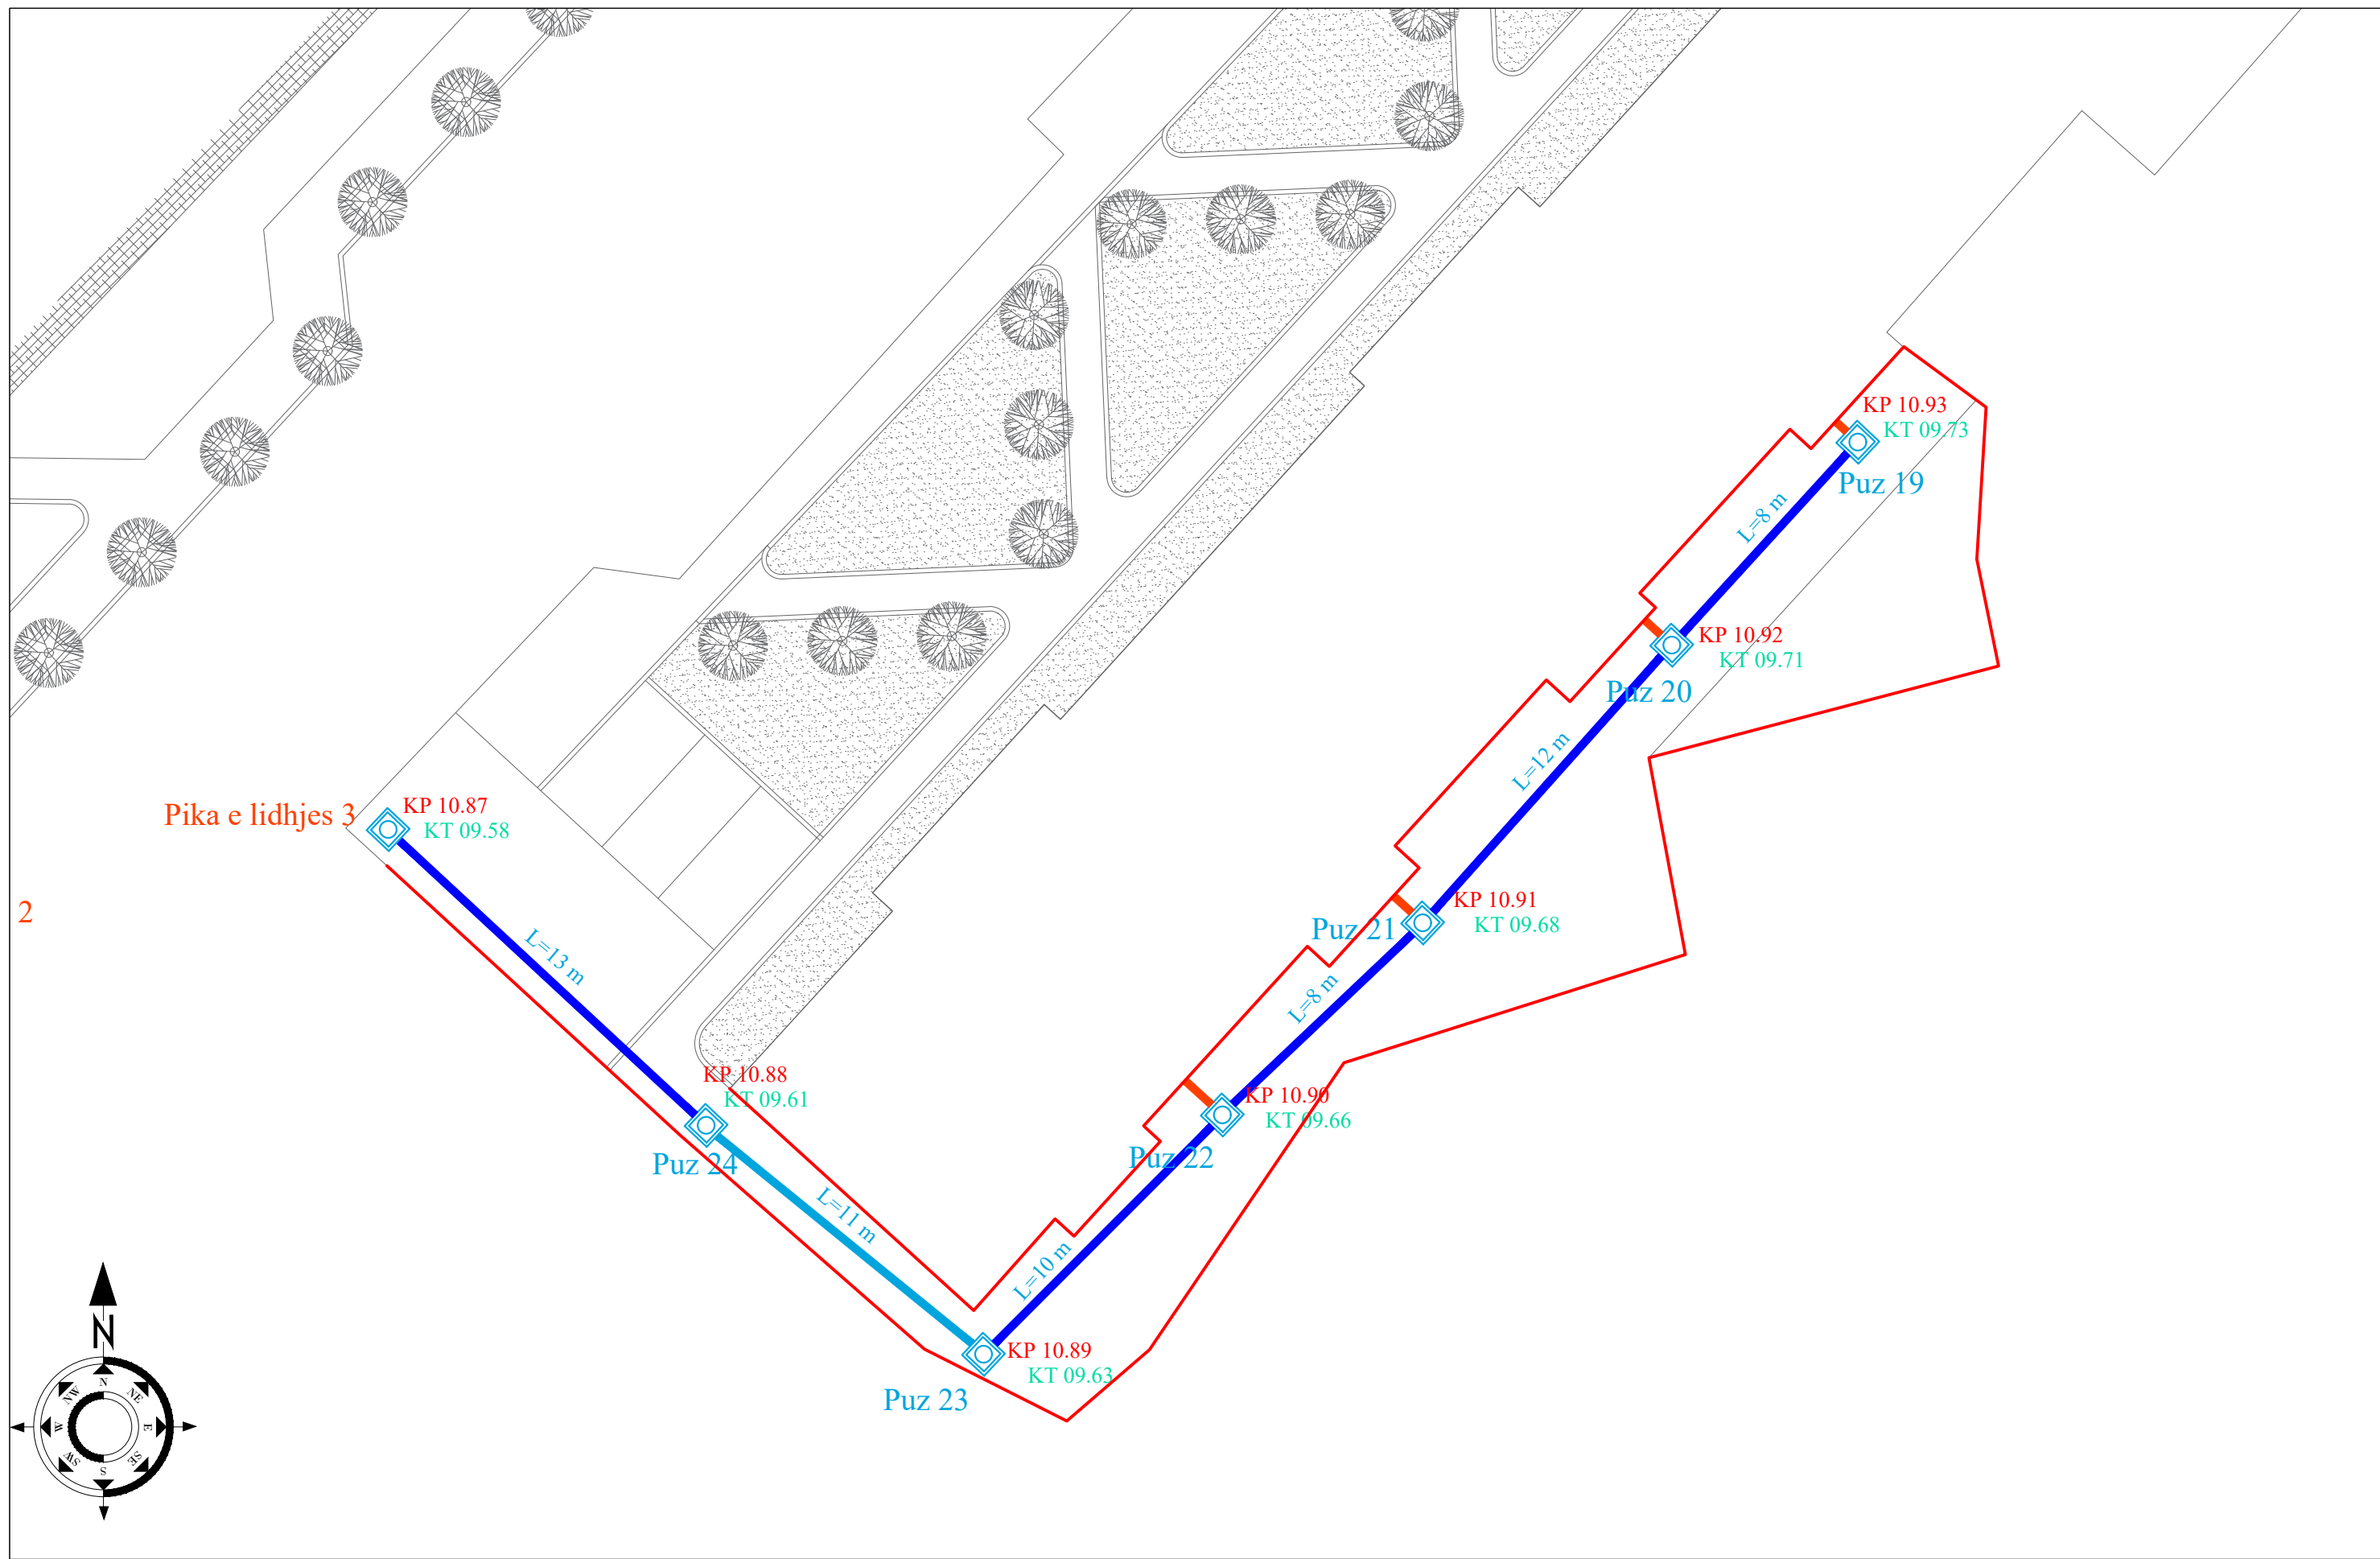 KP 10.93
KT 09.73
Puz 19
L=8 m
KP 10.92
KT 09.71
Puz 20
L=12 m
Pika e lidhjes 3
KP 10.87
KT 09.58
2
L=13 m
KP 10.91
KT 09.68
Puz 21
L=8 m
KP 10.88
KT 09.61
Puz 24
KP 10.90
KT 09.66
Puz 22
L=11 m
L=10 m
KP 10.89
KT 09.63
Puz 23
N
N
NW
NE
W
E
SW
SE
S